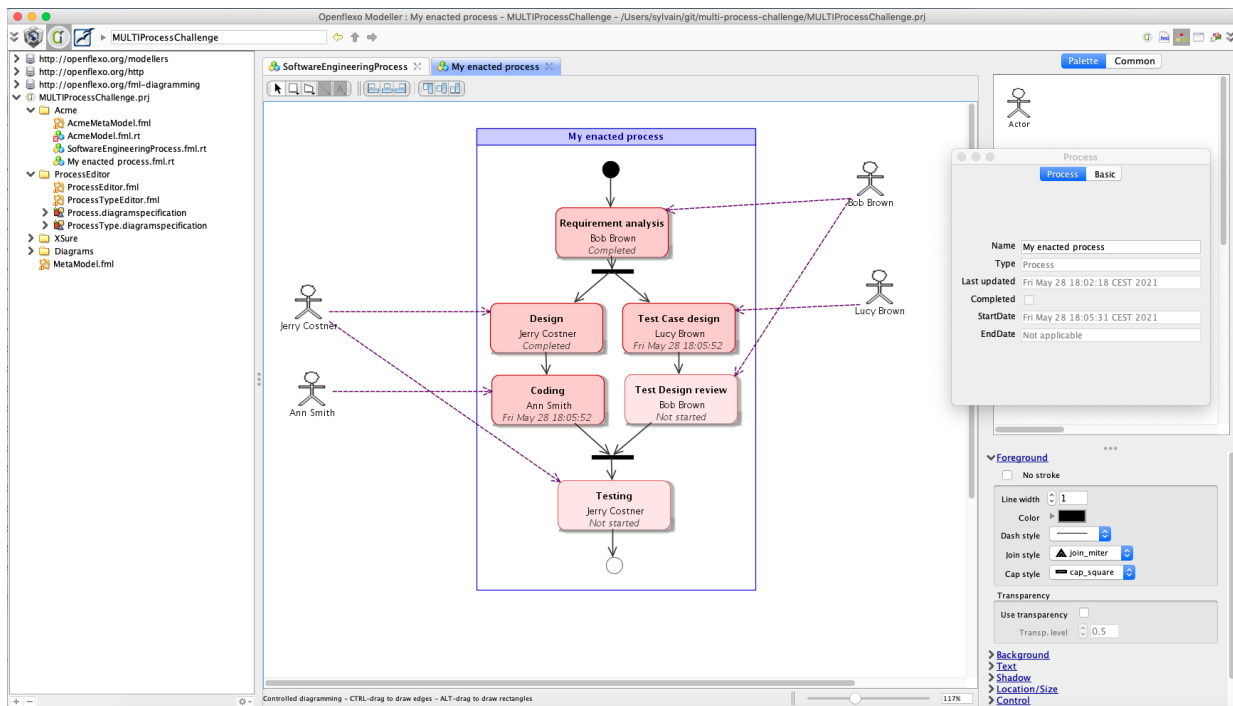 Openflexo Modeller : My enacted process - MULTIProcessChallenge - /Users/sylvain/git/multi-process-challenge/MULTIProcessChallenge.prj
MULTIProcessChallenge
http://openflexo.org/modellers
http://openflexo.org/http
http://openflexo.org/fml-diagramming
MULTIProcessChallenge.prj
Acme
AcmeMetaModel.fml
AcmeModel.fml.rt
SoftwareEngineeringProcess.fml.rt
My enacted process.fml.rt
ProcessEditor
ProcessEditor.fml
ProcessTypeEditor.fml
Process.diagramspecification
ProcessType.diagramspecification
XSure
Diagrams
MetaModel.fml
SoftwareEngineeringProcess
My enacted process
My enacted process
Requirement analysis
Bob Brown
Completed
Design
Jerry Costner
Completed
Test Case design
Lucy Brown
Fri May 28 18:05:52
Coding
Ann Smith
Fri May 28 18:05:52
Test Design review
Bob Brown
Not started
Testing
Jerry Costner
Not started
Jerry Costner
Ann Smith
Bob Brown
Lucy Brown
Controlled diagramming - CTRL-drag to draw edges - ALT-drag to draw rectangles
117%
Palette Common
Actor
Process
Process Basic
Name My enacted process
Type Process
Last updated Fri May 28 18:02:18 CEST 2021
Completed
StartDate Fri May 28 18:05:31 CEST 2021
EndDate Not applicable
Foreground
No stroke
Line width 1
Color
Dash style
Join style join_miter
Cap style cap_square
Transparency
Use transparency
Transp. level 0.5
Background
Text
Shadow
Location/Size
Control